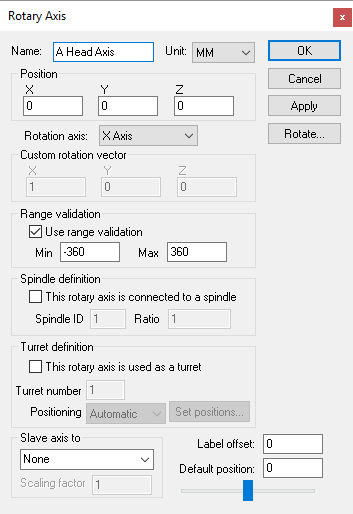 Rotary Axis x
Name: A Head Axis Unit: MM OK
Cancel
Apply
Rotate...
Position
X Y Z
0 0 0
Rotation axis: X Axis
Custom rotation vector
X Y Z
1 0 0
Range validation
Use range validation
Min -360 Max 360
Spindle definition
This rotary axis is connected to a spindle
Spindle ID 1 Ratio 1
Turret definition
This rotary axis is used as a turret
Turret number 1
Positioning Automatic Set positions...
Slave axis to
None
Scaling factor 1
Label offset: 0
Default position: 0